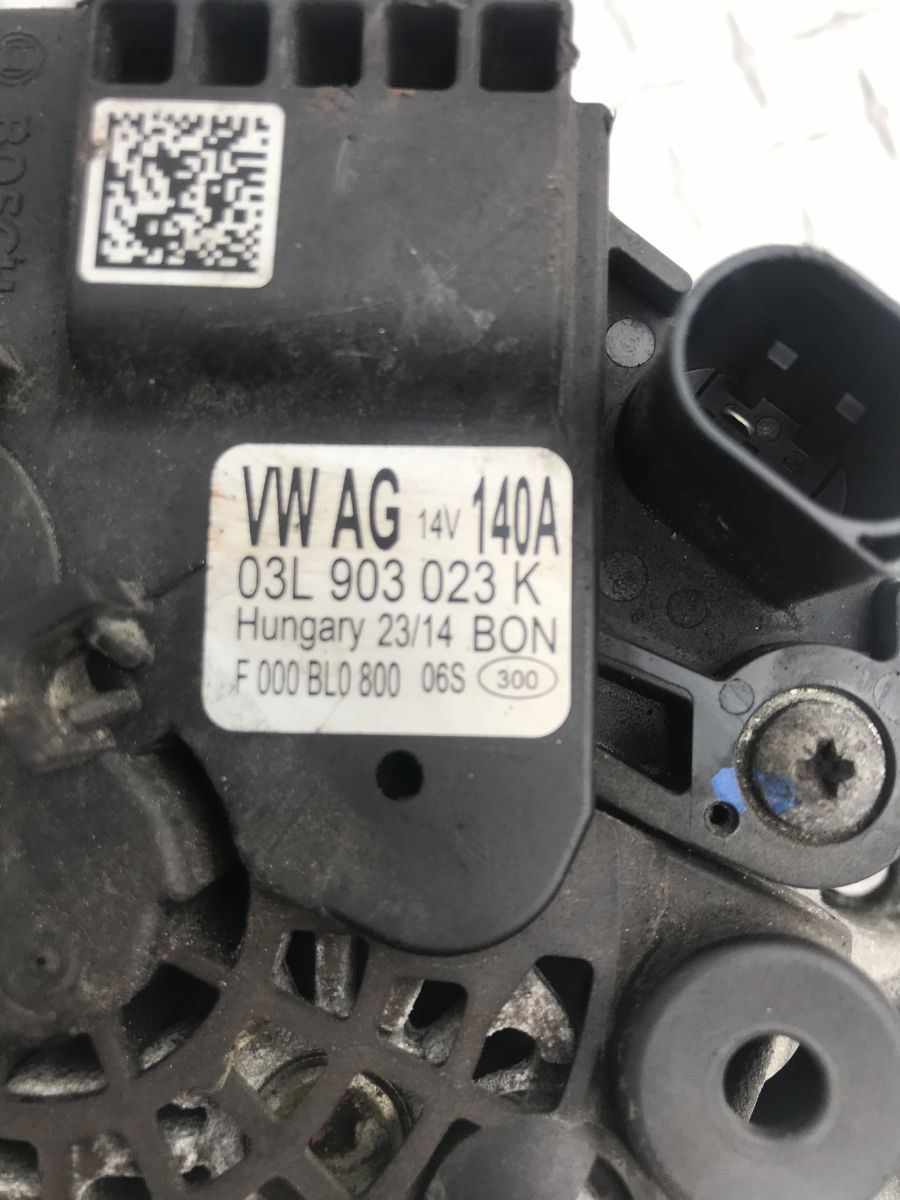 BOSCH
VW AG 14V 140A
03L 903 023 K
Hungary 23/14 BON
F 000 BL0 800 06S 300